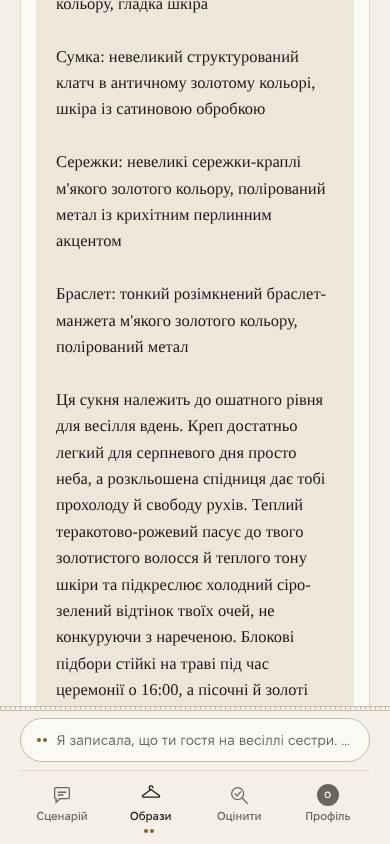 кольору, гладка шкіра
Сумка: невеликий структурований
клатч в античному золотому кольорі,
шкіра із сатиновою обробкою
Сережки: невеликі сережки-краплі
м'якого золотого кольору, полірований
метал із крихітним перлинним
акцентом
Браслет: тонкий розімкнений браслет-
манжета м'якого золотого кольору,
полірований метал
Ця сукня належить до ошатного рівня
для весілля вдень. Креп достатньо
легкий для серпневого дня просто
неба, а розкльошена спідниця дає тобі
прохолоду й свободу рухів. Теплий
теракотово-рожевий пасує до твого
золотистого волосся й теплого тону
шкіри та підкреслює холодний сіро-
зелений відтінок твоїх очей, не
конкуруючи з нареченою. Блокові
підбори стійкі на траві під час
церемонії о 16:00, а пісочні й золоті
Я записала, що ти гостя на весіллі сестри. ...
Сценарій
Образи
Оцінити
О
Профіль